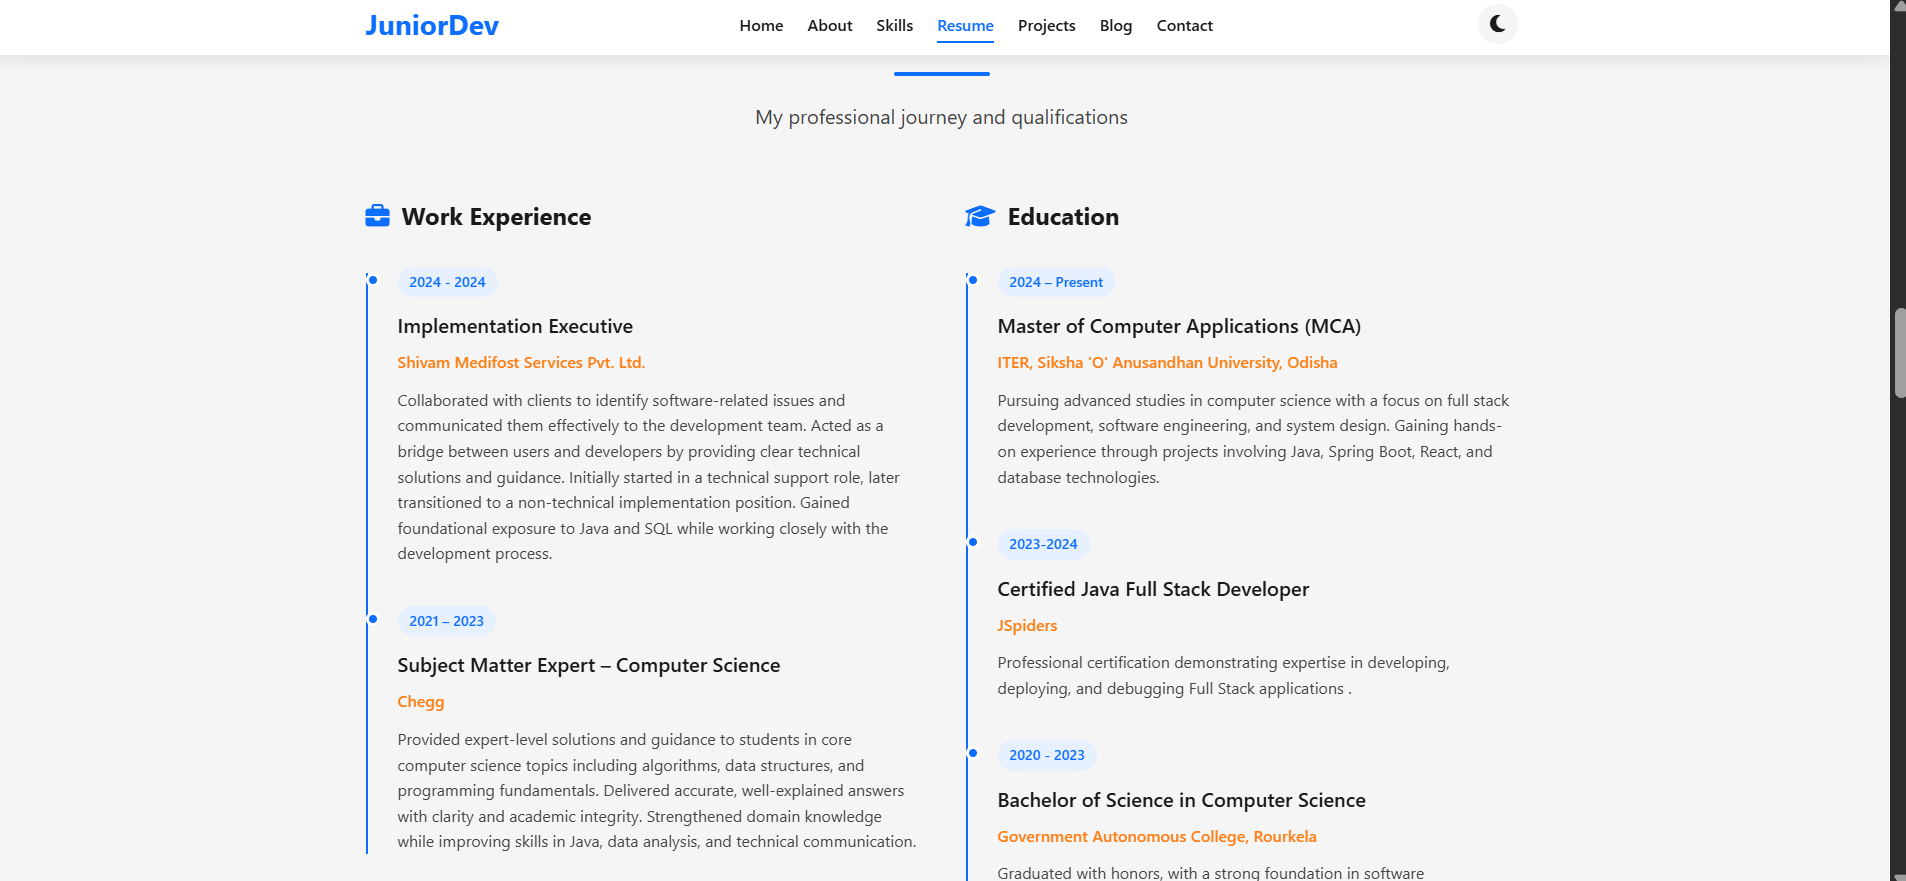 JuniorDev
Home About Skills Resume Projects Blog Contact
My professional journey and qualifications
Work Experience
2024 - 2024
Implementation Executive
Shivam Medifost Services Pvt. Ltd.
Collaborated with clients to identify software-related issues and
communicated them effectively to the development team. Acted as a
bridge between users and developers by providing clear technical
solutions and guidance. Initially started in a technical support role, later
transitioned to a non-technical implementation position. Gained
foundational exposure to Java and SQL while working closely with the
development process.
2021 – 2023
Subject Matter Expert – Computer Science
Chegg
Provided expert-level solutions and guidance to students in core
computer science topics including algorithms, data structures, and
programming fundamentals. Delivered accurate, well-explained answers
with clarity and academic integrity. Strengthened domain knowledge
while improving skills in Java, data analysis, and technical communication.
Education
2024 – Present
Master of Computer Applications (MCA)
ITER, Siksha 'O' Anusandhan University, Odisha
Pursuing advanced studies in computer science with a focus on full stack
development, software engineering, and system design. Gaining hands-
on experience through projects involving Java, Spring Boot, React, and
database technologies.
2023-2024
Certified Java Full Stack Developer
JSpiders
Professional certification demonstrating expertise in developing,
deploying, and debugging Full Stack applications .
2020 - 2023
Bachelor of Science in Computer Science
Government Autonomous College, Rourkela
Graduated with honors, with a strong foundation in software